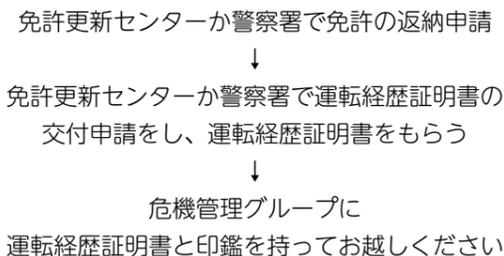 免許更新センターか警察署で免許の返納申請
↓
免許更新センターか警察署で運転経歴証明書の
交付申請をし、運転経歴証明書をもらう
↓
危機管理グループに
運転経歴証明書と印鑑を持ってお越しください